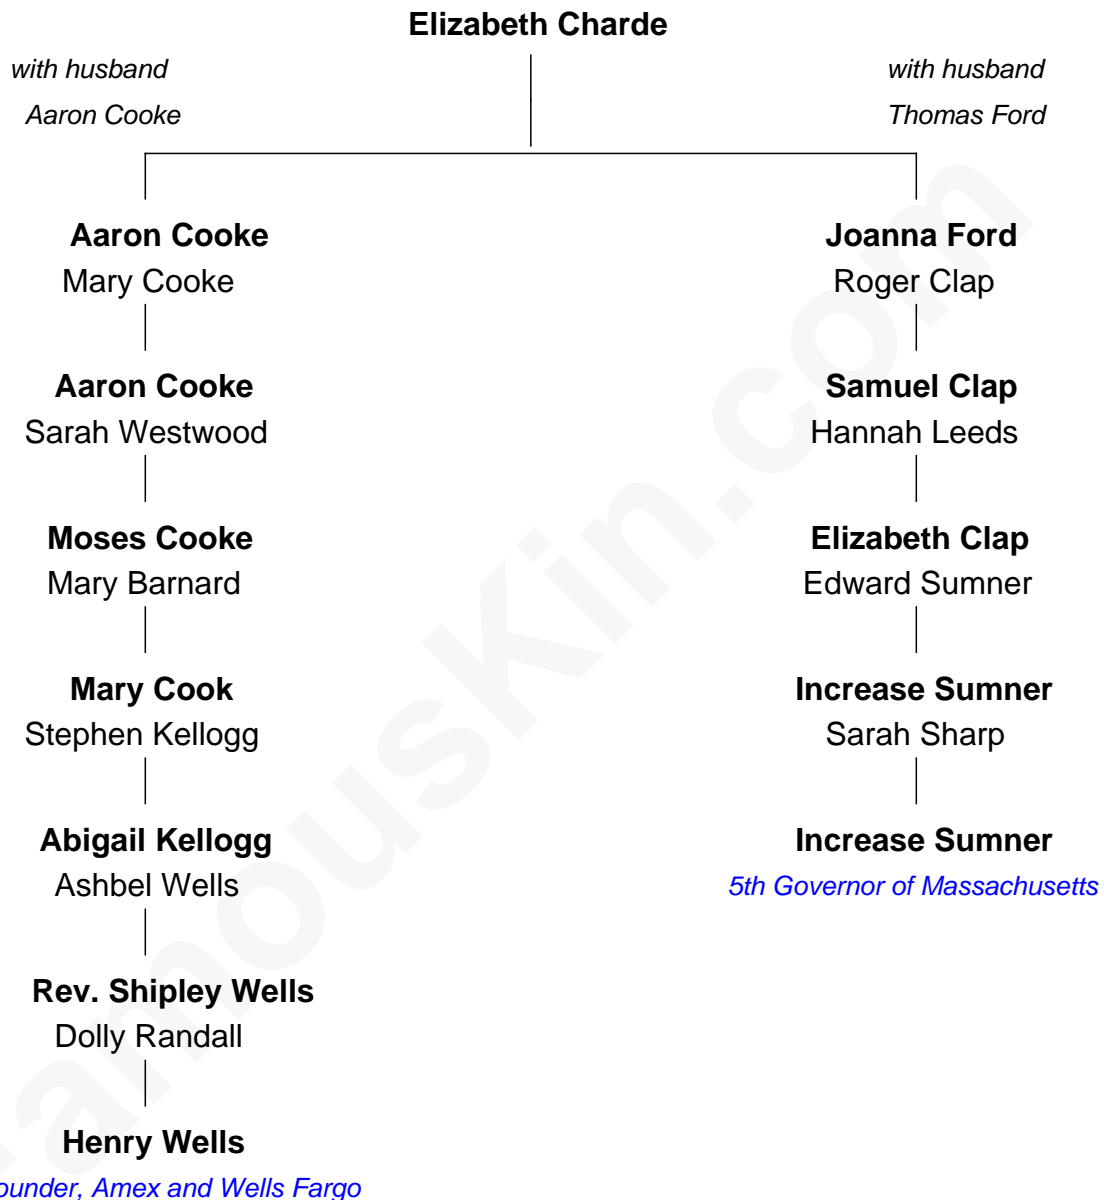 Elizabeth Charde
with husband
Aaron Cooke
with husband
Thomas Ford
Aaron Cooke
Mary Cooke
Joanna Ford
Roger Clap
Aaron Cooke
Sarah Westwood
Samuel Clap
Hannah Leeds
Moses Cooke
Mary Barnard
Elizabeth Clap
Edward Sumner
Mary Cook
Stephen Kellogg
Increase Sumner
Sarah Sharp
Abigail Kellogg
Ashbel Wells
Increase Sumner
5th Governor of Massachusetts
Rev. Shipley Wells
Dolly Randall
Henry Wells
ounder, Amex and Wells Fargo
FamousKin.com